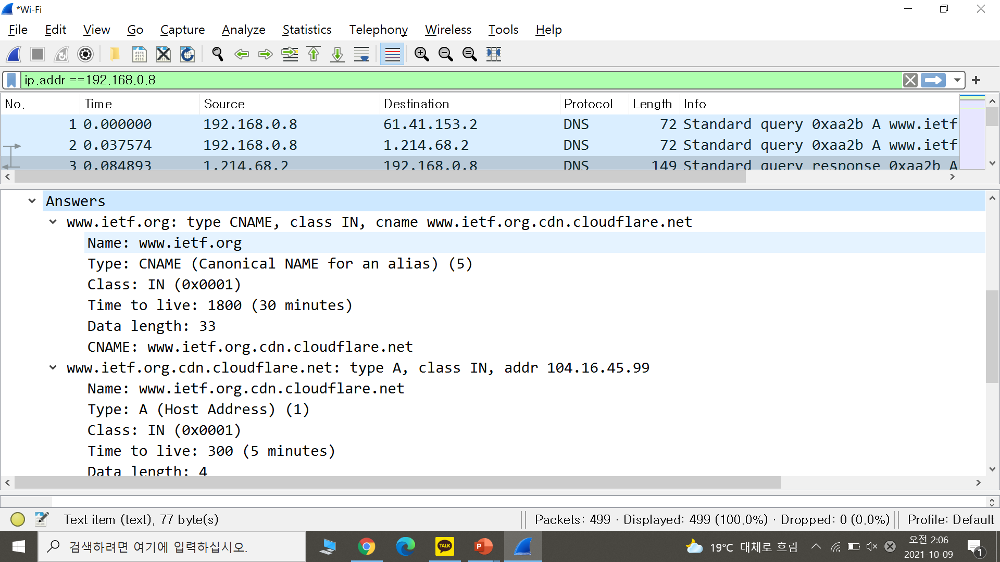 *Wi-Fi
File Edit View Go Capture Analyze Statistics Telephony Wireless Tools Help
ip.addr ==192.168.0.8
No. Time Source Destination Protocol Length Info
1 0.000000 192.168.0.8 61.41.153.2 DNS 72 Standard query 0xaa2b A www.ietf
2 0.037574 192.168.0.8 1.214.68.2 DNS 72 Standard query 0xaa2b A www.ietf
3 0.084893 1.214.68.2 192.168.0.8 DNS 149 Standard query response 0xaa2b A
Answers
www.ietf.org: type CNAME, class IN, cname www.ietf.org.cdn.cloudflare.net
Name: www.ietf.org
Type: CNAME (Canonical NAME for an alias) (5)
Class: IN (0x0001)
Time to live: 1800 (30 minutes)
Data length: 33
CNAME: www.ietf.org.cdn.cloudflare.net
www.ietf.org.cdn.cloudflare.net: type A, class IN, addr 104.16.45.99
Name: www.ietf.org.cdn.cloudflare.net
Type: A (Host Address) (1)
Class: IN (0x0001)
Time to live: 300 (5 minutes)
Data length: 4
Text item (text), 77 byte(s) Packets: 499 · Displayed: 499 (100.0%) · Dropped: 0 (0.0%) Profile: Default
검색하려면 여기에 입력하십시오. TALK P 19°C 대체로 흐림 오전 2:06 1
2021-10-09